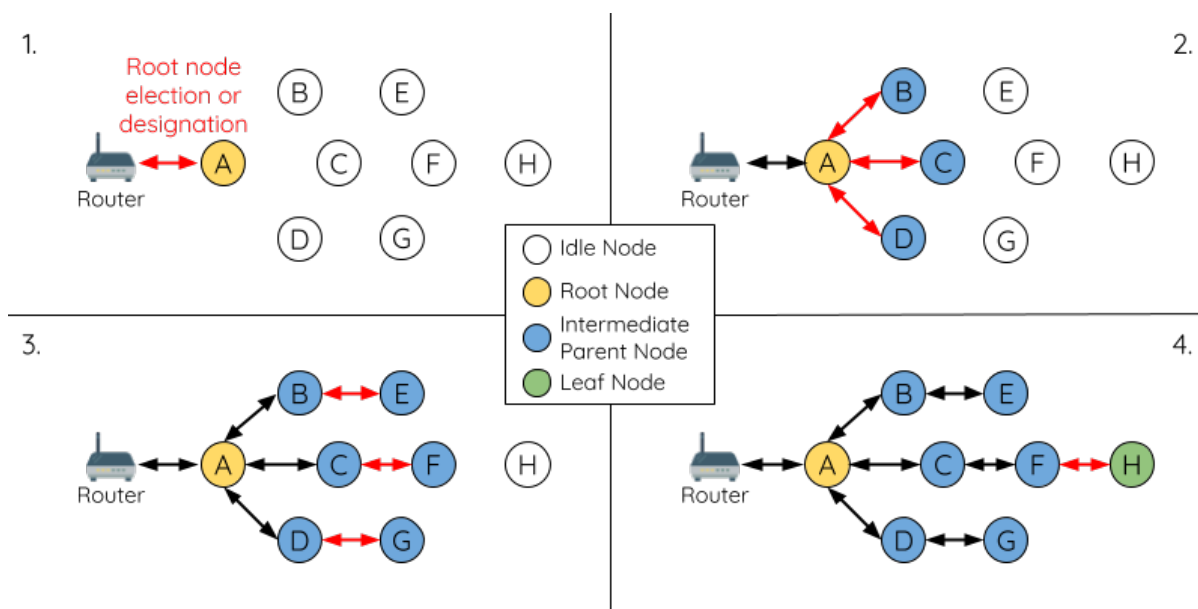 1.
Root node
election or
designation
B
E
A
C
F
H
Router
D
G
2.
B
E
A
C
F
H
Router
D
G
Idle Node
Root Node
Intermediate
Parent Node
Leaf Node
3.
B
E
A
C
F
H
Router
D
G
4.
B
E
A
C
F
H
Router
D
G